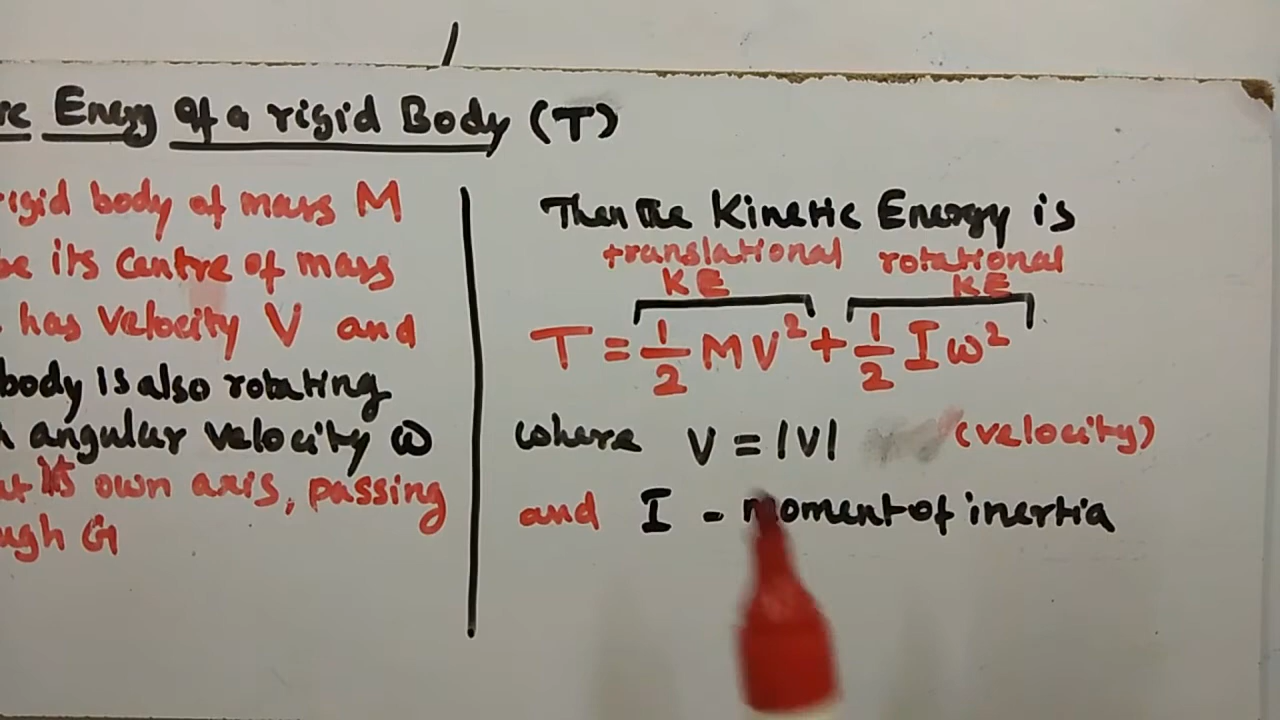 Energy of a rigid Body (T)
rigid body of mass M
be its Centre of mass
has velocity V and
body is also rotating
angular velocity ω
its own axis, passing
G
Then the Kinetic Energy is
translational rotational
KE KE
T = 1/2 MV² + 1/2 Iω²
where V = |V| (velocity)
and I - moment of inertia